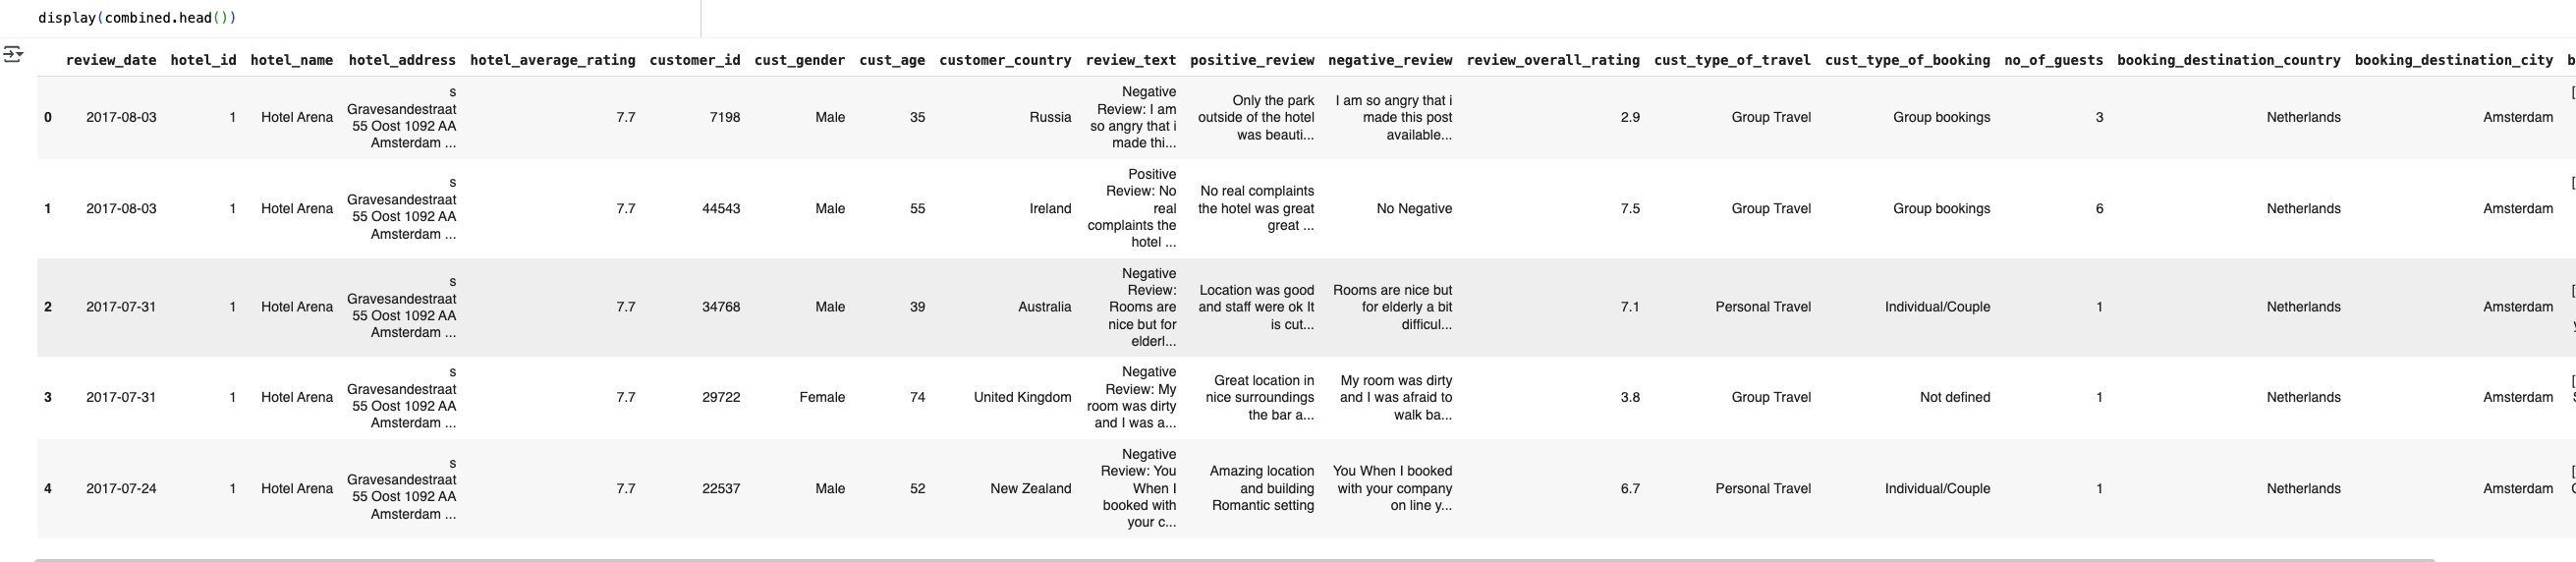 display(combined.head())
review_date hotel_id hotel_name hotel_address hotel_average_rating customer_id cust_gender cust_age customer_country review_text positive_review negative_review review_overall_rating cust_type_of_travel cust_type_of_booking no_of_guests booking_destination_country booking_destination_city b
0 2017-08-03 1 Hotel Arena s Gravesandestraat 55 Oost 1092 AA Amsterdam ... 7.7 7198 Male 35 Russia Negative Review: I am so angry that i made thi... Only the park outside of the hotel was beauti... I am so angry that i made this post available... 2.9 Group Travel Group bookings 3 Netherlands Amsterdam [
1 2017-08-03 1 Hotel Arena s Gravesandestraat 55 Oost 1092 AA Amsterdam ... 7.7 44543 Male 55 Ireland Positive Review: No real complaints the hotel ... No real complaints the hotel was great great ... No Negative 7.5 Group Travel Group bookings 6 Netherlands Amsterdam [
2 2017-07-31 1 Hotel Arena s Gravesandestraat 55 Oost 1092 AA Amsterdam ... 7.7 34768 Male 39 Australia Negative Review: Rooms are nice but for elderl... Location was good and staff were ok It is cut... Rooms are nice but for elderly a bit difficul... 7.1 Personal Travel Individual/Couple 1 Netherlands Amsterdam [
3 2017-07-31 1 Hotel Arena s Gravesandestraat 55 Oost 1092 AA Amsterdam ... 7.7 29722 Female 74 United Kingdom Negative Review: My room was dirty and I was a... Great location in nice surroundings the bar a... My room was dirty and I was afraid to walk ba... 3.8 Group Travel Not defined 1 Netherlands Amsterdam [
4 2017-07-24 1 Hotel Arena s Gravesandestraat 55 Oost 1092 AA Amsterdam ... 7.7 22537 Male 52 New Zealand Negative Review: You When I booked with your c... Amazing location and building Romantic setting You When I booked with your company on line y... 6.7 Personal Travel Individual/Couple 1 Netherlands Amsterdam [